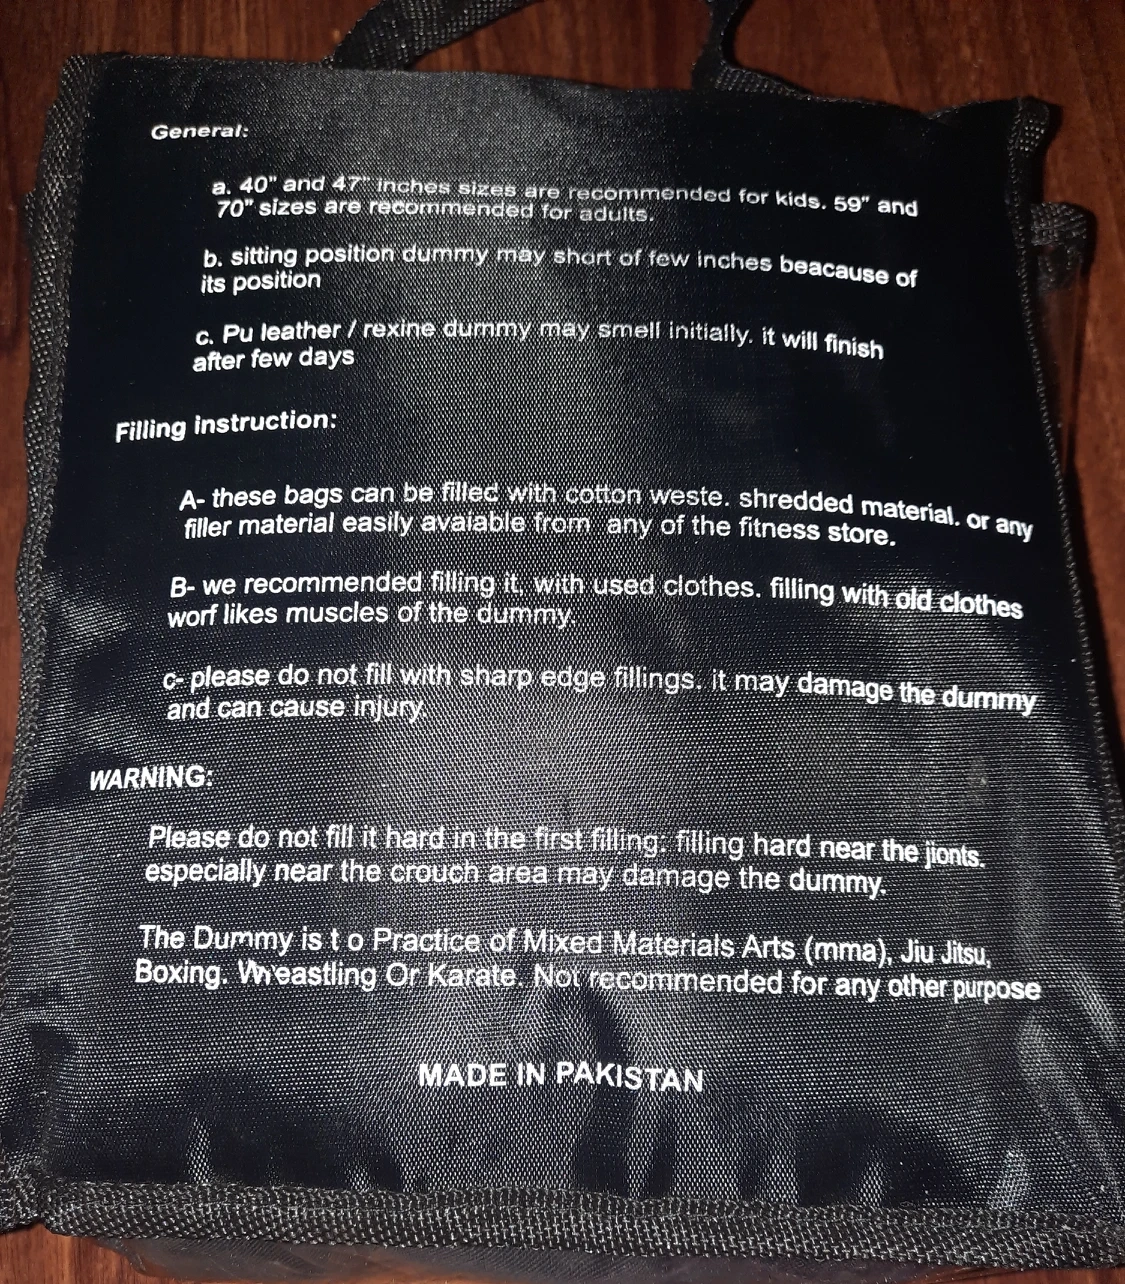 General:
a. 40" and 47" inches sizes are recommended for kids. 59" and
70" sizes are recommended for adults.
b. sitting position dummy may short of few inches beacause of
its position
c. Pu leather / rexine dummy may smell initially. it will finish
after few days
Filling instruction:
A- these bags can be filled with cotton weste. shredded material. or any
filler material easily avaiable from any of the fitness store.
B- we recommended filling it, with used clothes. filling with old clothes
worf likes muscles of the dummy.
c- please do not fill with sharp edge fillings. it may damage the dummy
and can cause injury.
WARNING:
Please do not fill it hard in the first filling: filling hard near the jionts.
especially near the crouch area may damage the dummy.
The Dummy is t o Practice of Mixed Materials Arts (mma), Jiu Jitsu,
Boxing. Wreastling Or Karate. Not recommended for any other purpose
MADE IN PAKISTAN